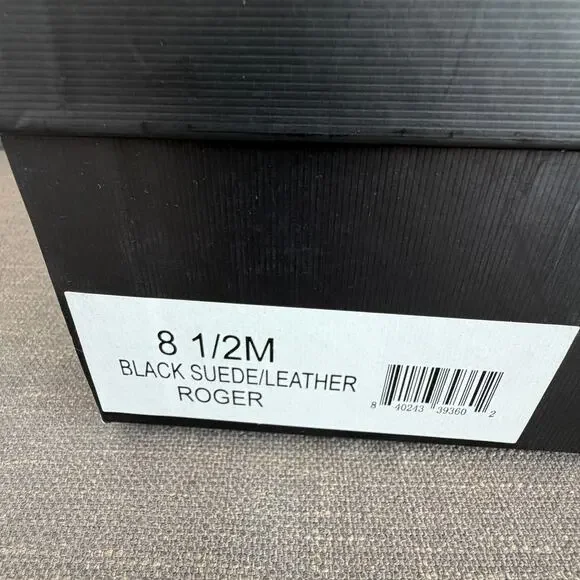 8 1/2M
BLACK SUEDE/LEATHER
ROGER
8 40243 39360 2